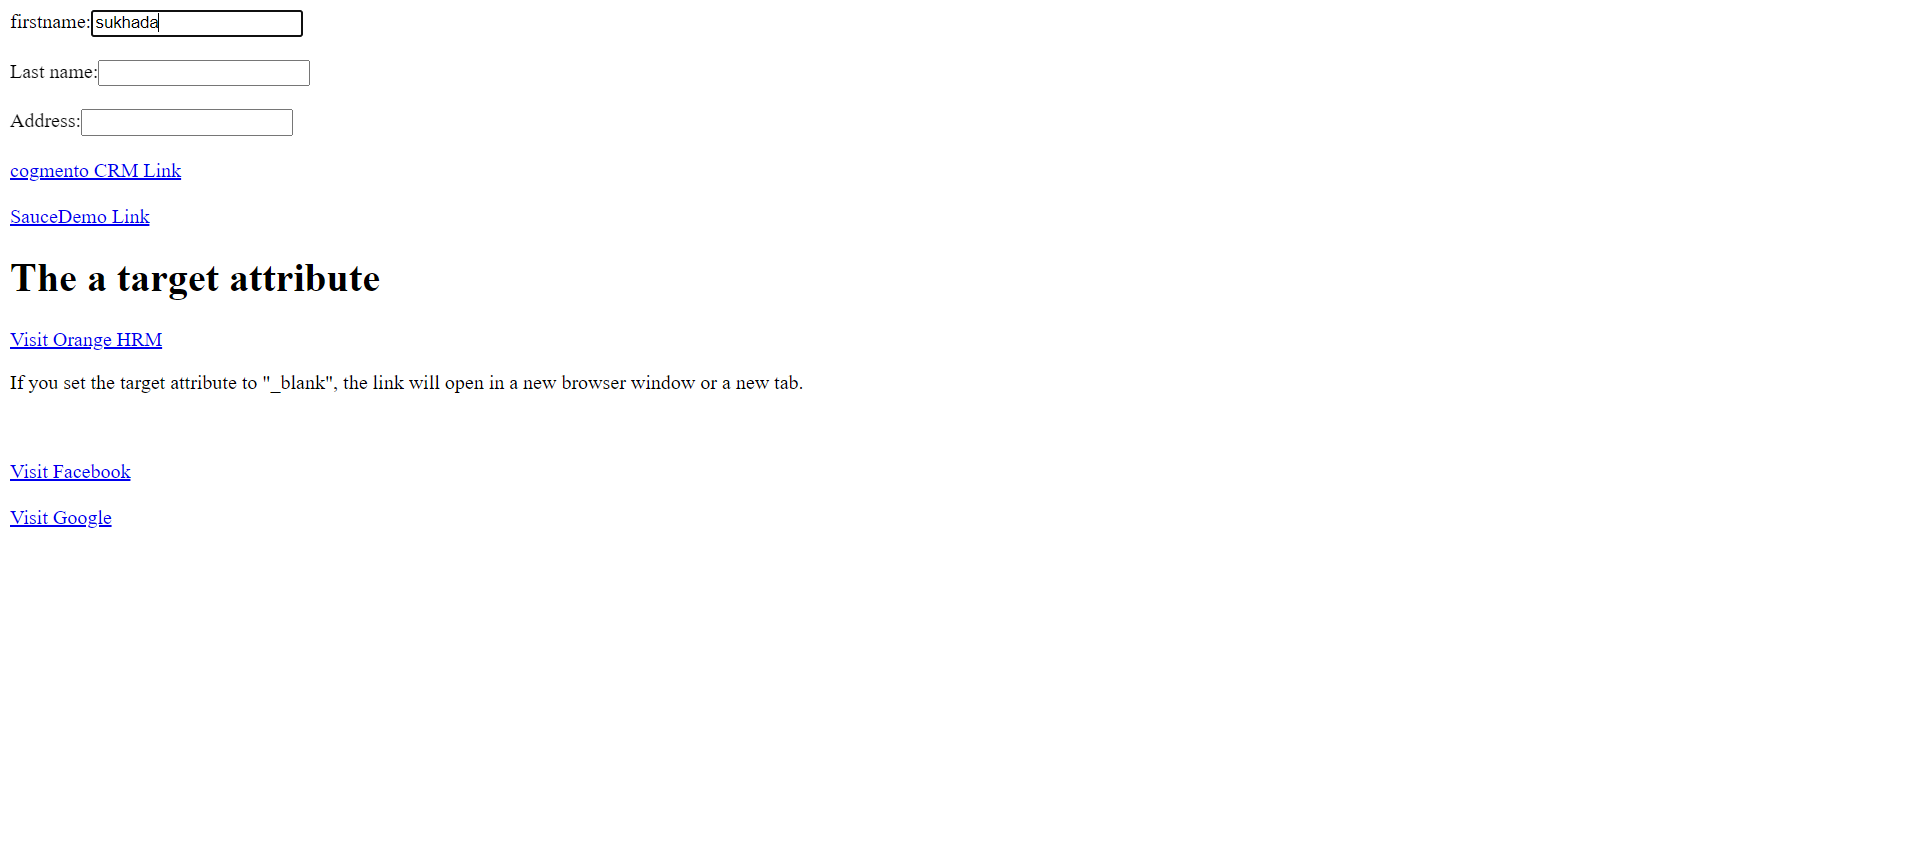 firstname:sukhada
Last name:
Address:
cogmento CRM Link
SauceDemo Link
The a target attribute
Visit Orange HRM
If you set the target attribute to "_blank", the link will open in a new browser window or a new tab.
Visit Facebook
Visit Google